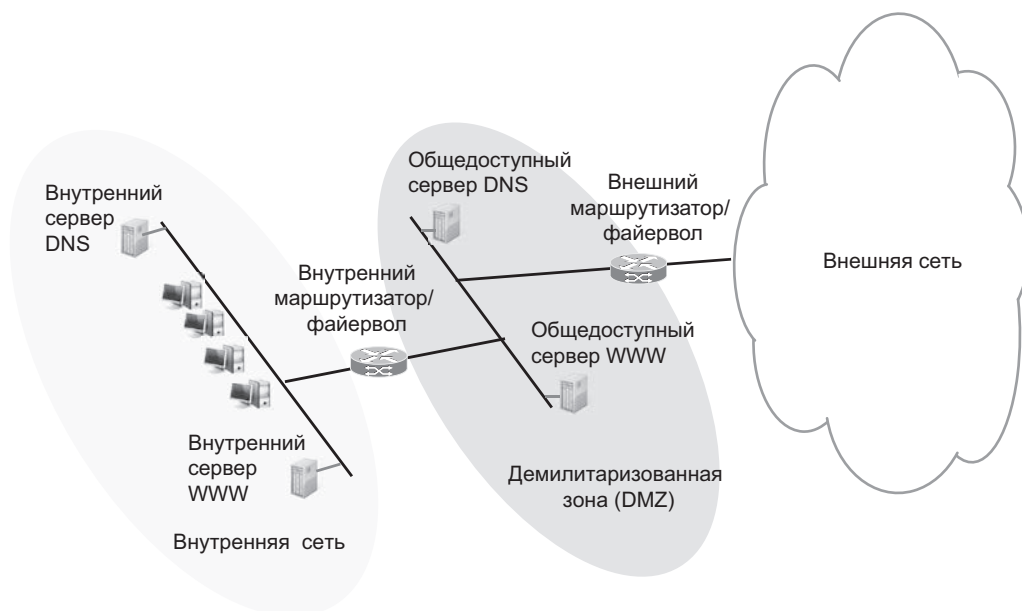 Внутренний
сервер
DNS
Внутренний
маршрутизатор/
файервол
Внутренний
сервер
WWW
Внутренняя сеть
Общедоступный
сервер DNS
Внешний
маршрутизатор/
файервол
Общедоступный
сервер WWW
Демилитаризованная
зона (DMZ)
Внешняя сеть